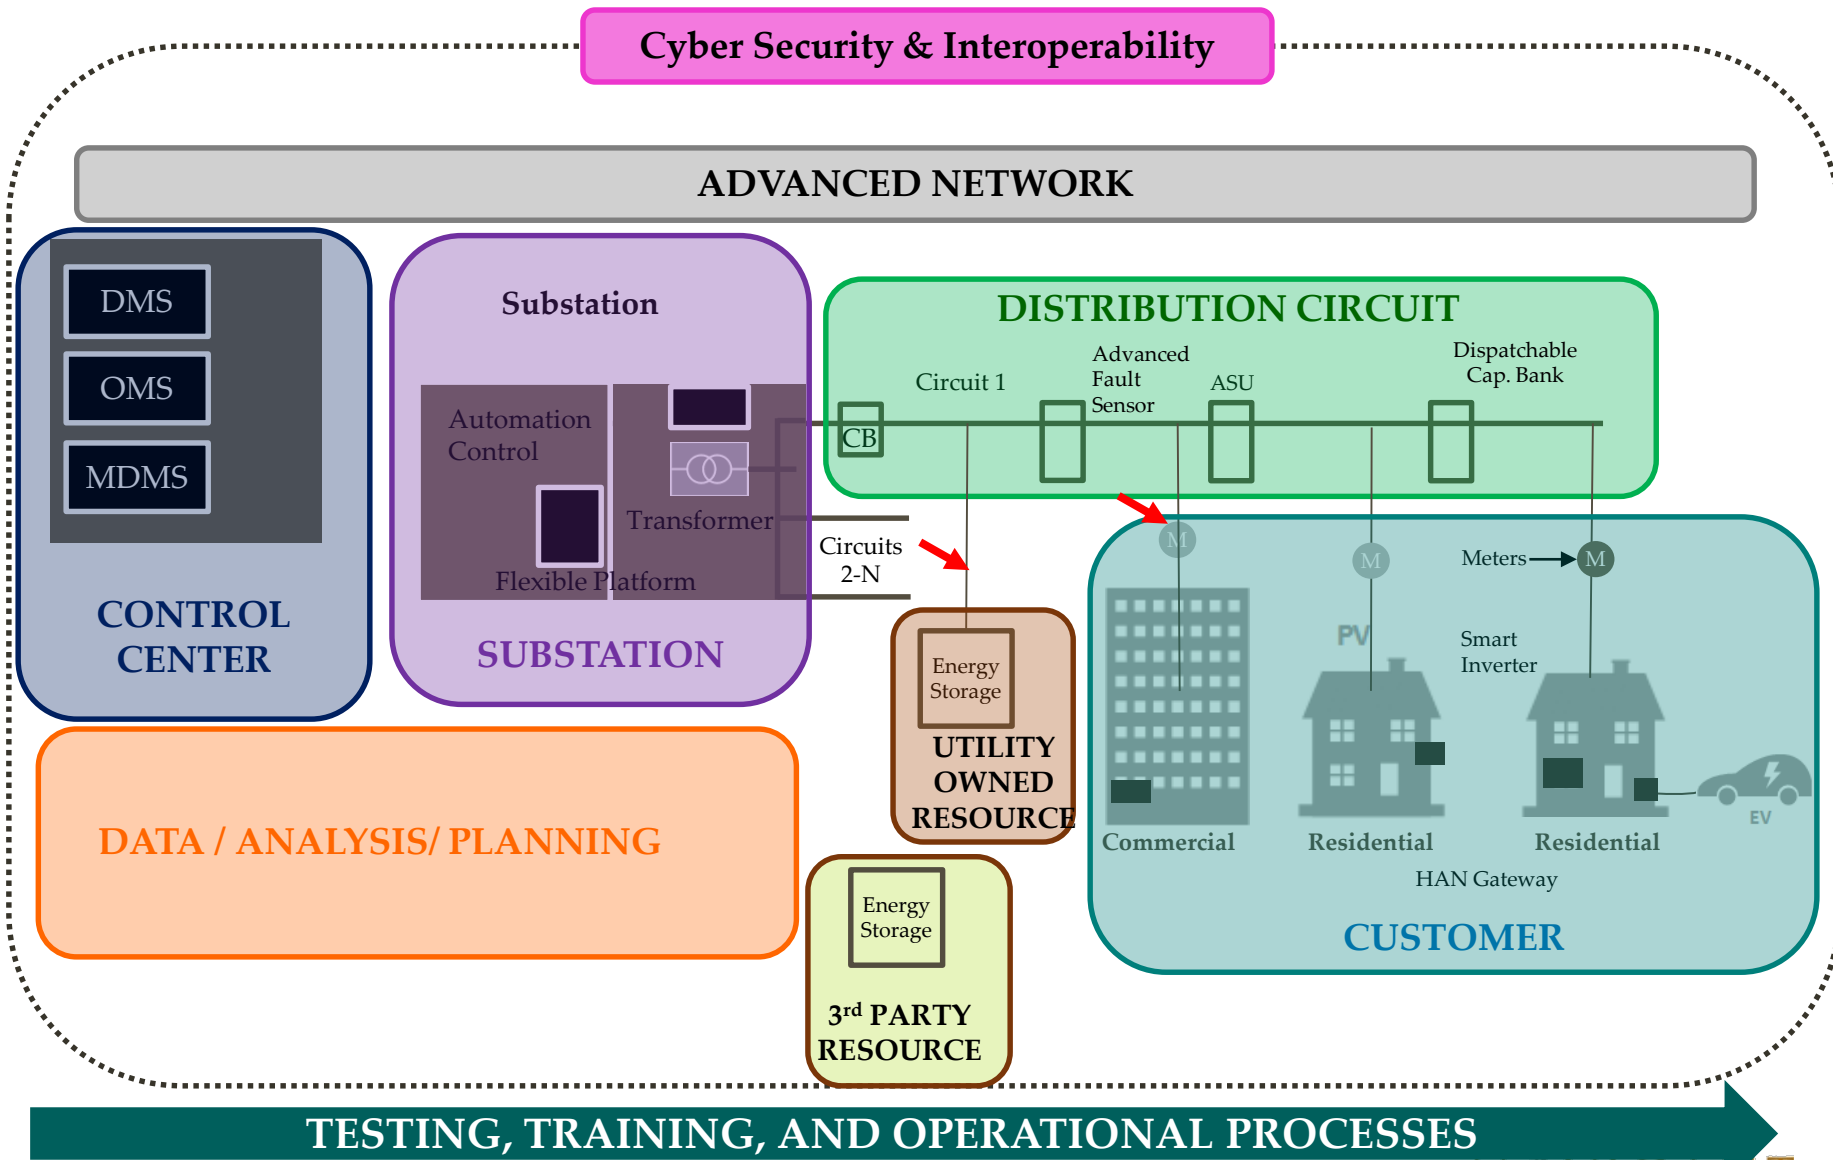 Cyber Security & Interoperability
ADVANCED NETWORK
DMS
OMS
MDMS
CONTROL
CENTER
Substation
Automation
Control
Transformer
Flexible Platform
SUBSTATION
DISTRIBUTION CIRCUIT
Circuit 1
Advanced
Fault
Sensor
ASU
Dispatchable
Cap. Bank
CB
Circuits
2-N
M
M
Meters
M
PV
Smart
Inverter
Energy
Storage
UTILITY
OWNED
RESOURCE
Commercial
Residential
Residential
EV
HAN Gateway
CUSTOMER
DATA / ANALYSIS/ PLANNING
Energy
Storage
3rd PARTY
RESOURCE
TESTING, TRAINING, AND OPERATIONAL PROCESSES